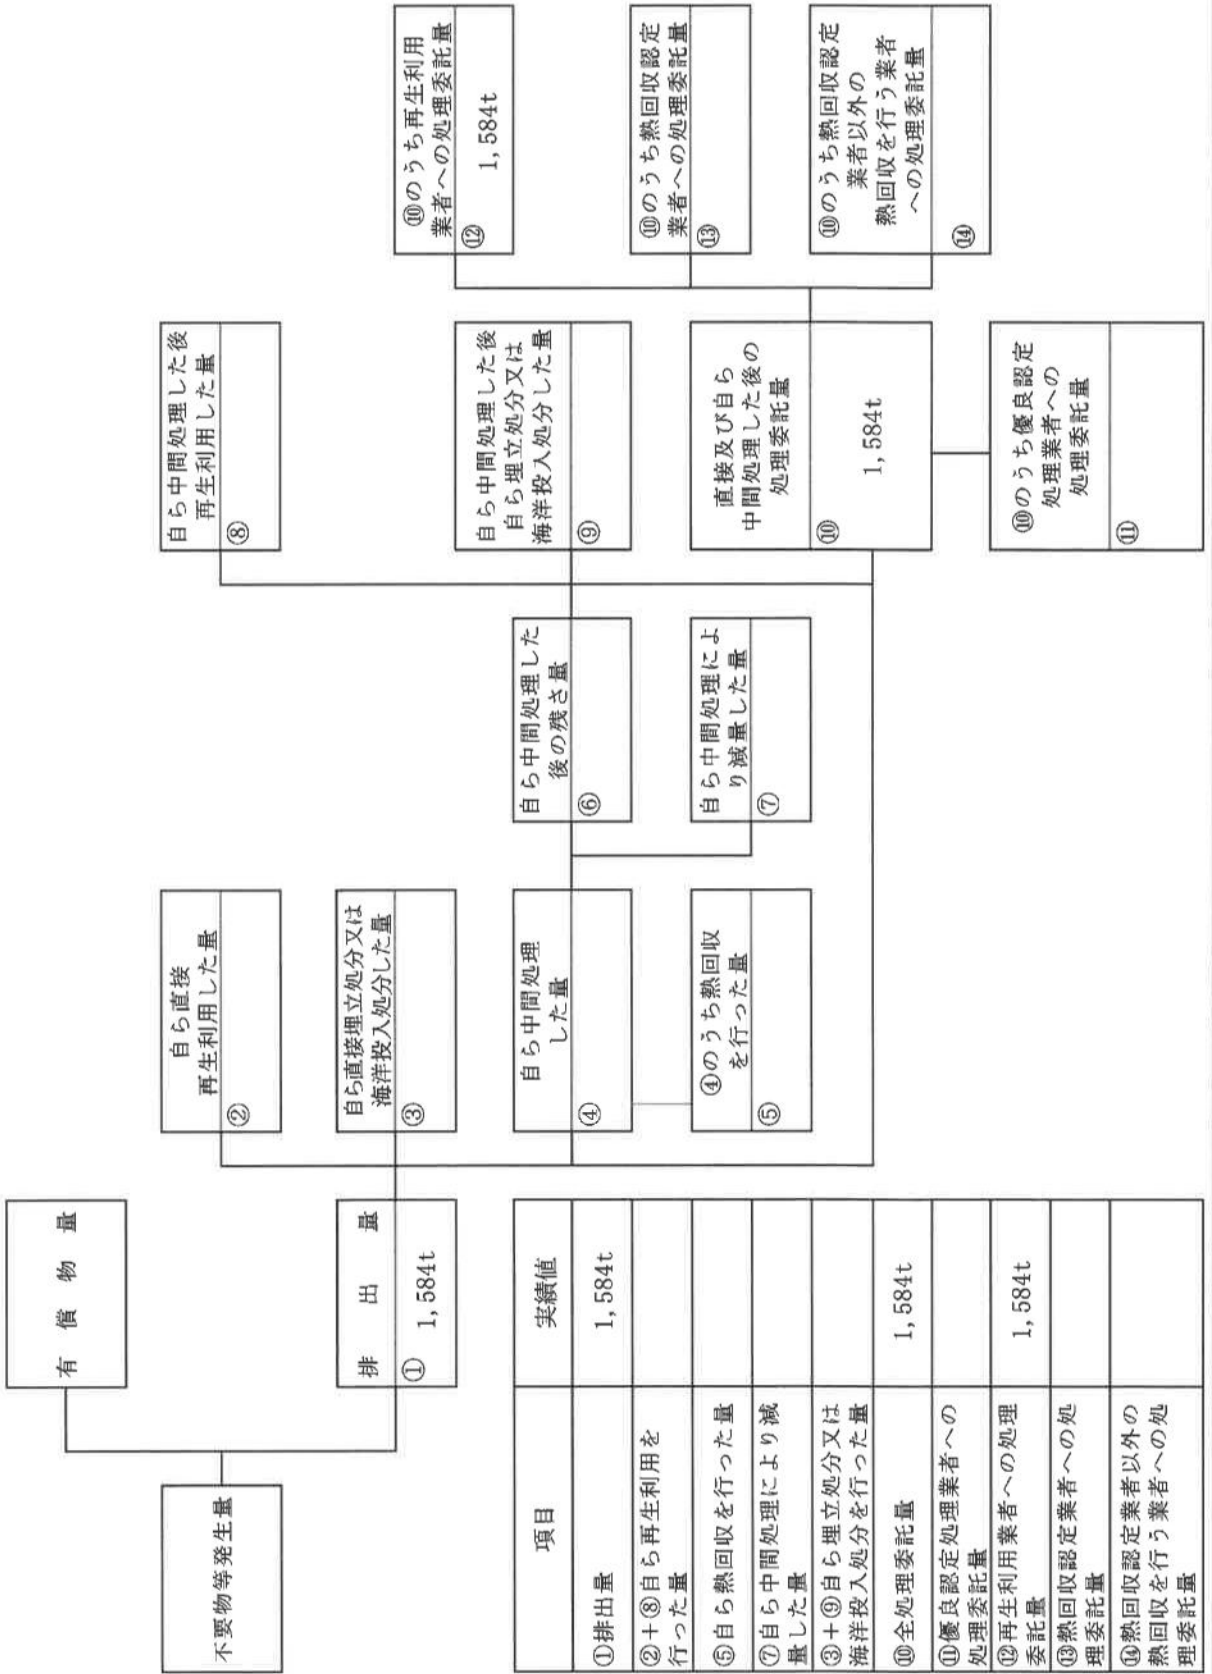 不要物等発生量
有償物量
排出量
① 1,584t
自ら直接
再生利用した量
②
自ら直接埋立処分又は
海洋投入処分した量
③
自ら中間処理
した量
④
④のうち熱回収
を行った量
⑤
自ら中間処理した
後の残さ量
⑥
自ら中間処理によ
り減量した量
⑦
自ら中間処理した後
再生利用した量
⑧
自ら中間処理した後
自ら埋立処分又は
海洋投入処分した量
⑨
直接及び自ら
中間処理した後の
処理委託量
⑩
1,584t
⑩のうち優良認定
処理業者への
処理委託量
⑪
⑩のうち再生利用
業者への処理委託量
⑫
1,584t
⑩のうち熱回収認定
業者への処理委託量
⑬
⑩のうち熱回収認定
業者以外の
熱回収を行う業者
への処理委託量
⑭
項目 実績値
①排出量 1,584t
②+⑧自ら再生利用を
行った量
⑤自ら熱回収を行った量
⑦自ら中間処理により減
量した量
③+⑨自ら埋立処分又は
海洋投入処分を行った量
⑩全処理委託量 1,584t
⑪優良認定処理業者への
処理委託量
⑫再生利用業者への処理
委託量 1,584t
⑬熱回収認定業者への処
理委託量
⑭熱回収認定業者以外の
熱回収を行う業者への処
理委託量